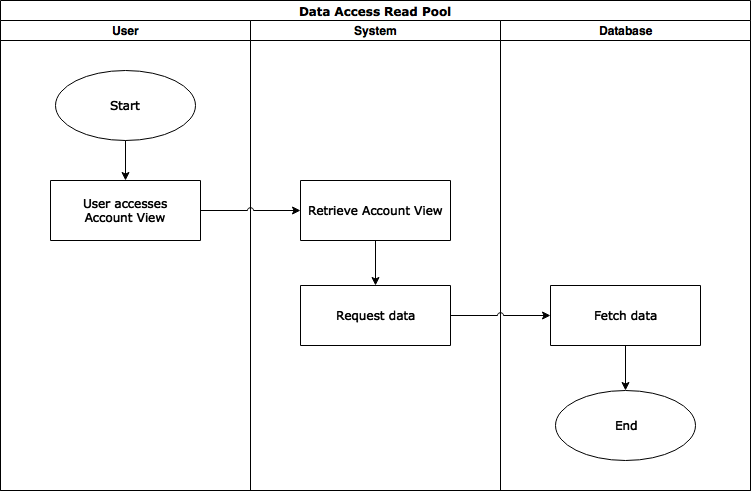 Data Access Read Pool
User
System
Database
Start
User accesses
Account View
Retrieve Account View
Request data
Fetch data
End